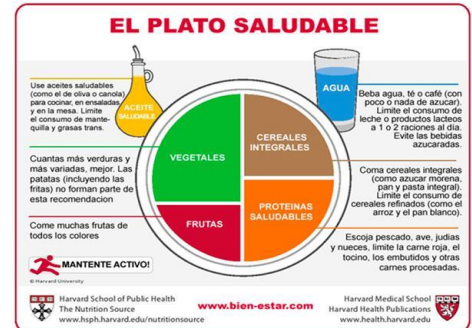 EL PLATO SALUDABLE
Use aceites saludables
(como el de oliva o canola)
para cocinar, en ensaladas
y en la mesa. Limite
el consumo de mante-
quilla y grasas trans.
ACEITE
SALUDABLE
AGUA
Beba agua, té o café (con
poco o nada de azucar).
Limite el consumo de
leche o productos lacteos
a 1 o 2 raciones al día.
Evite las bebidas
azucaradas.
VEGETALES
CEREALES
INTEGRALES
Cuantas más verduras y
más variadas, mejor. Las
patatas (incluyendo las
fritas) no forman parte de
esta recomendacion
Coma cereales integrales
(como azucar morena,
pan y pasta integral).
Limite el consumo de
cereales refinados (como el
arroz y el pan blanco).
FRUTAS
PROTEINAS
SALUDABLES
Come muchas frutas de
todos los colores
Escoja pescado, ave, judias
y nueces, limite la carne roja, el
tocino, los embutidos y otras
carnes procesadas.
MANTENTE ACTIVO!
© Harvard University
Harvard School of Public Health
The Nutrition Source
www.hsph.harvard.edu/nutritionsource
www.bien-estar.com
Harvard Medical School
Harvard Health Publications
www.health.harvard.edu